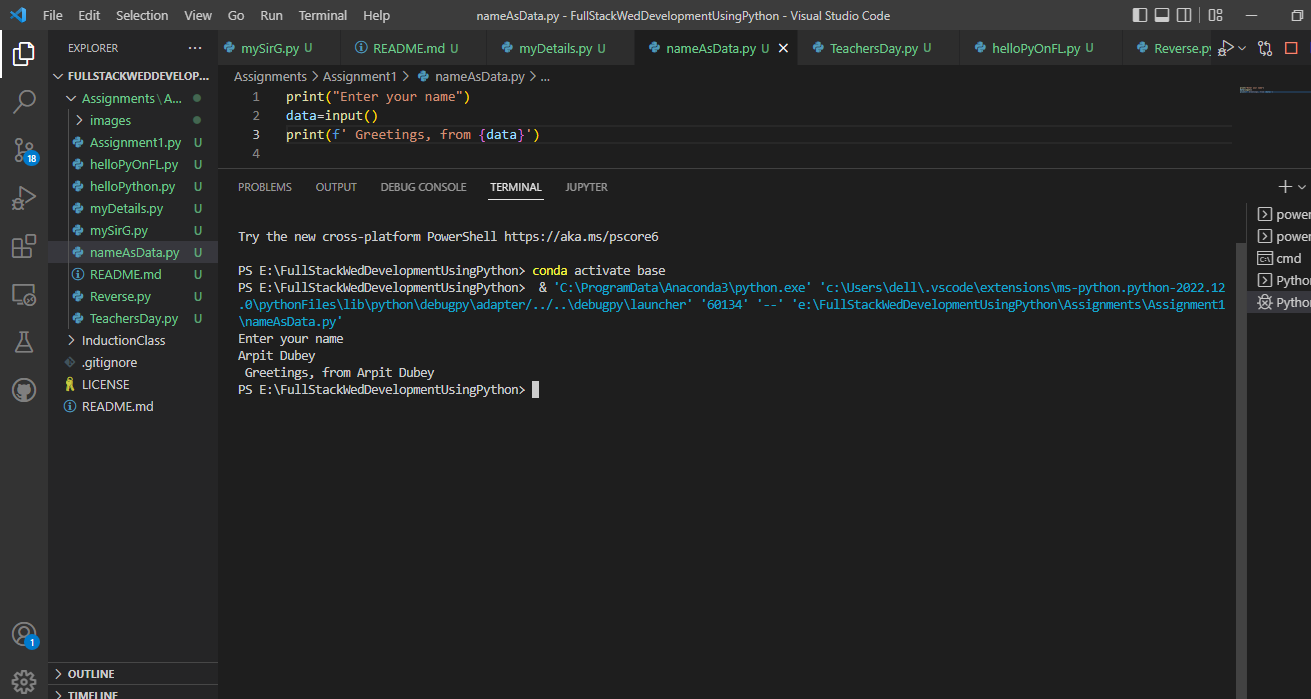 File Edit Selection View Go Run Terminal Help nameAsData.py - FullStackWedDevelopmentUsingPython - Visual Studio Code
EXPLORER ...
mySirG.py U README.md U myDetails.py U nameAsData.py U TeachersDay.py U helloPyOnFL.py U Reverse.py
FULLSTACKWEDDEVELOP...
Assignments\A...
images
Assignment1.py U
helloPyOnFL.py U
helloPython.py U
myDetails.py U
mySirG.py U
nameAsData.py U
README.md U
Reverse.py U
TeachersDay.py U
InductionClass
.gitignore
LICENSE
README.md
OUTLINE
TIMELINE
18
1
Assignments > Assignment1 > nameAsData.py > ...
1 print("Enter your name")
2 data=input()
3 print(f' Greetings, from {data}')
4
PROBLEMS OUTPUT DEBUG CONSOLE TERMINAL JUPYTER
Try the new cross-platform PowerShell https://aka.ms/pscore6
PS E:\FullStackWedDevelopmentUsingPython> conda activate base
PS E:\FullStackWedDevelopmentUsingPython>  & 'C:\ProgramData\Anaconda3\python.exe' 'c:\Users\dell\.vscode\extensions\ms-python.python-2022.12
.0\pythonFiles\lib\python\debugpy\adapter/../..\debugpy\launcher' '60134' '--' 'e:\FullStackWedDevelopmentUsingPython\Assignments\Assignment1
\nameAsData.py'
Enter your name
Arpit Dubey
 Greetings, from Arpit Dubey
PS E:\FullStackWedDevelopmentUsingPython>
power
power
cmd
Pytho
Pytho